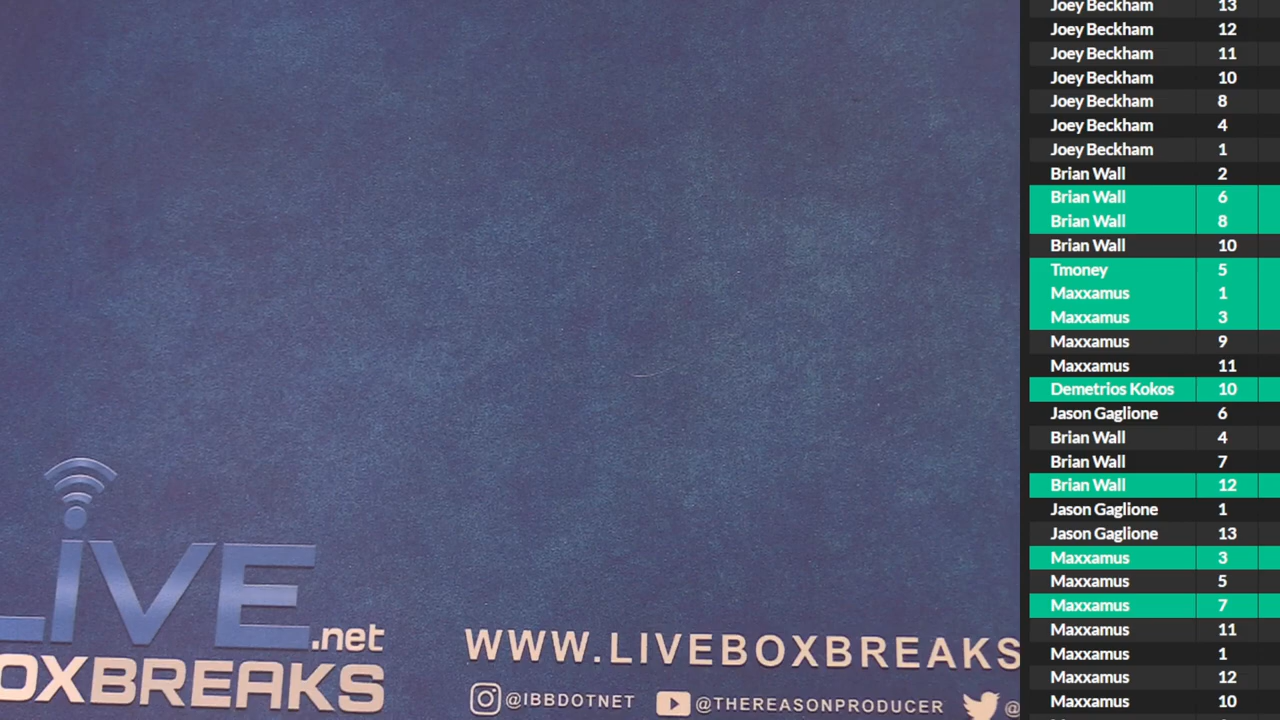 LIVE
.net
OXBREAKS
WWW.LIVEBOXBREAKS
@IBBDOTNET @THEREASONPRODUCER @
Joey Beckham 13
Joey Beckham 12
Joey Beckham 11
Joey Beckham 10
Joey Beckham 8
Joey Beckham 4
Joey Beckham 1
Brian Wall 2
Brian Wall 6
Brian Wall 8
Brian Wall 10
Tmoney 5
Maxxamus 1
Maxxamus 3
Maxxamus 9
Maxxamus 11
Demetrios Kokos 10
Jason Gaglione 6
Brian Wall 4
Brian Wall 7
Brian Wall 12
Jason Gaglione 1
Jason Gaglione 13
Maxxamus 3
Maxxamus 5
Maxxamus 7
Maxxamus 11
Maxxamus 1
Maxxamus 12
Maxxamus 10